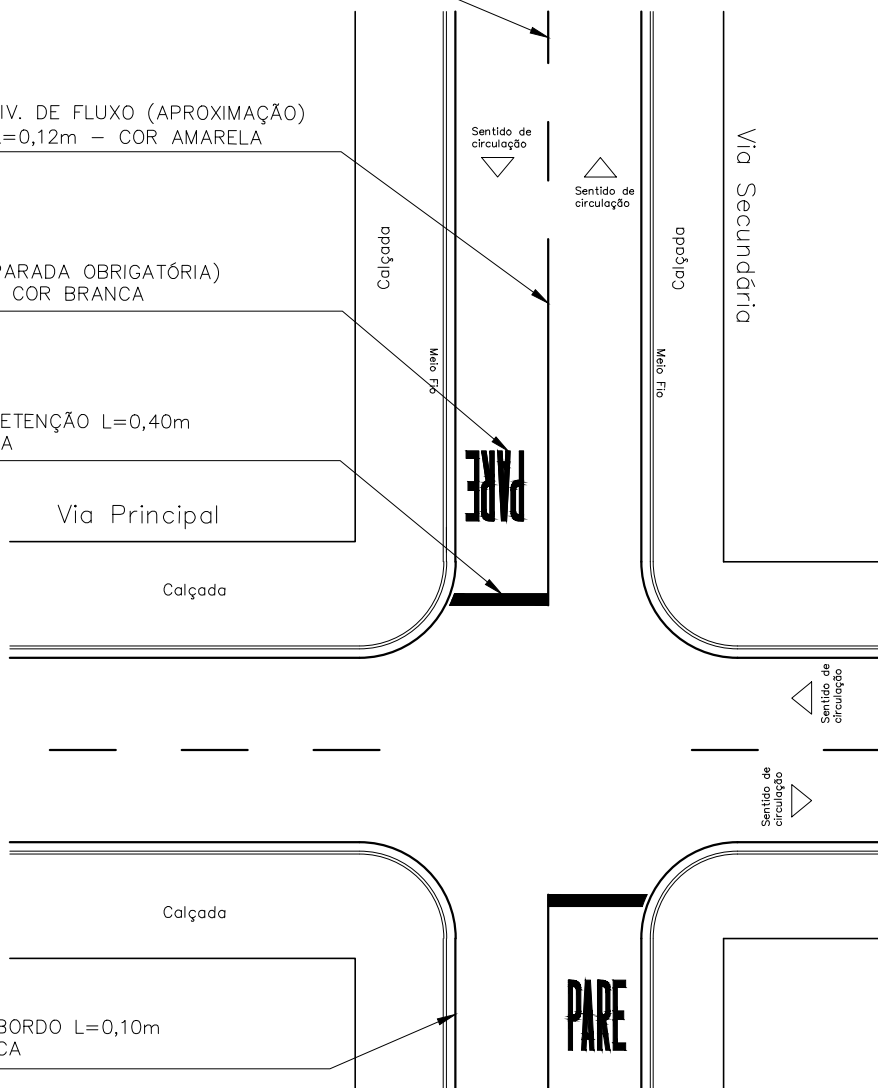 IV. DE FLUXO (APROXIMAÇÃO)
L=0,12m – COR AMARELA
Sentido de
circulação
Sentido de
circulação
Via Secundária
Calçada
Calçada
PARADA OBRIGATÓRIA)
COR BRANCA
Meio Fio
Meio Fio
ETENÇÃO L=0,40m
A
PARE
Via Principal
Calçada
Sentido de
circulação
Sentido de
circulação
Calçada
PARE
BORDO L=0,10m
CA